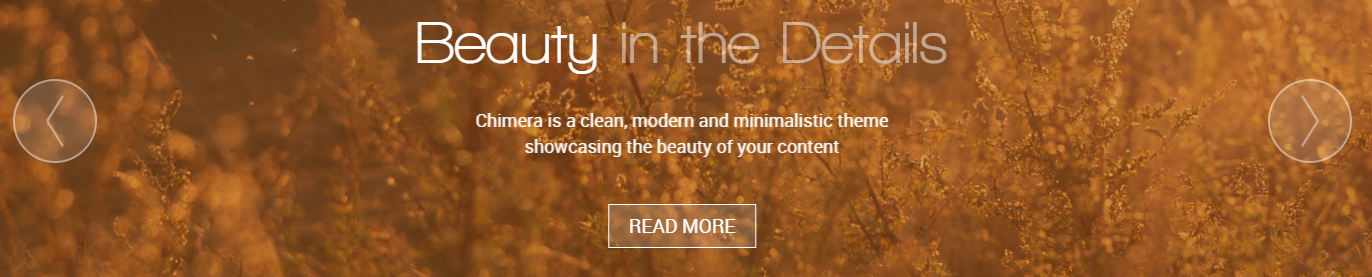 Beauty in the Details
Chimera is a clean, modern and minimalistic theme
showcasing the beauty of your content
READ MORE